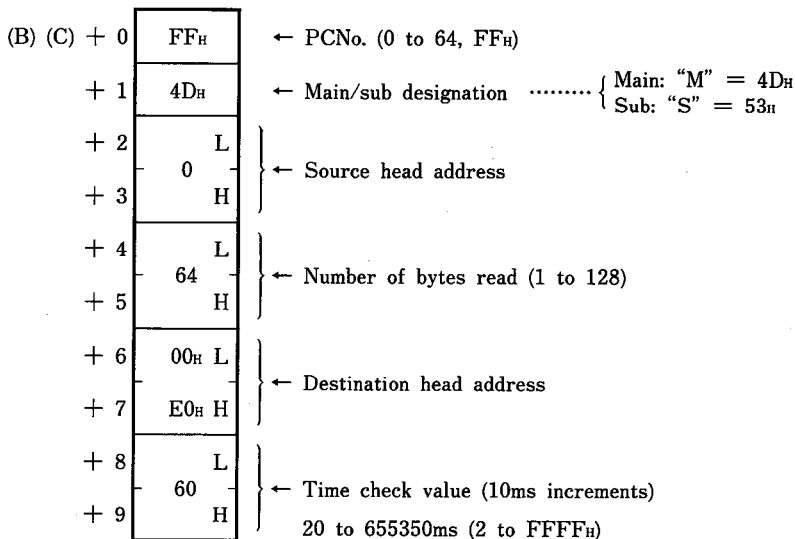 (B) (C) + 0 FFH ← PCNo. (0 to 64, FFH)
+ 1 4DH ← Main/sub designation ········· { Main: “M” = 4DH
Sub: “S” = 53H
+ 2 L
0 ← Source head address
+ 3 H
+ 4 L
64 ← Number of bytes read (1 to 128)
+ 5 H
+ 6 00H L
← Destination head address
+ 7 E0H H
+ 8 L
60 ← Time check value (10ms increments)
+ 9 H
20 to 655350ms (2 to FFFFH)